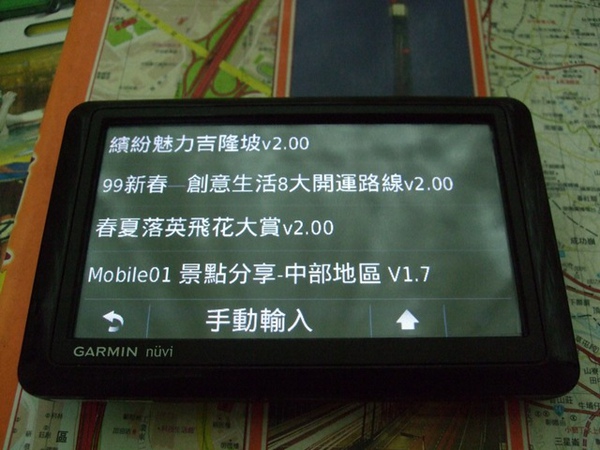 繽紛魅力吉隆坡v2.00
99新春—創意生活8大開運路線v2.00
春夏落英飛花大賞v2.00
Mobile01 景點分享-中部地區 V1.7
手動輸入
GARMIN nüvi